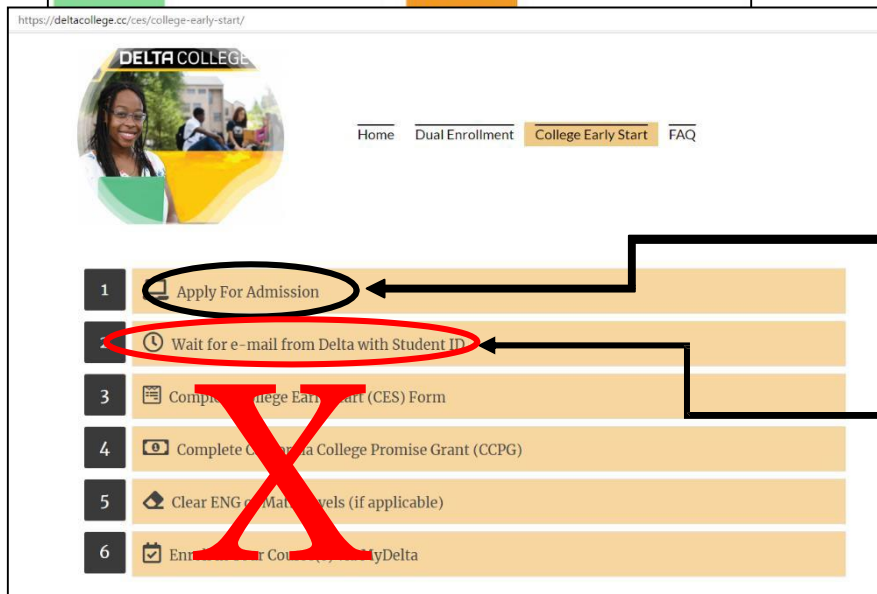 https://deltacollege.cc/ces/college-early-start/
DELTA COLLEGE
Home Dual Enrollment College Early Start FAQ
1 Apply For Admission
2 Wait for e-mail from Delta with Student ID
3 College Early Start (CES) Form
4 Complete College Promise Grant (CCPG)
5 Clear ENG (if applicable)
6 MyDelta
X